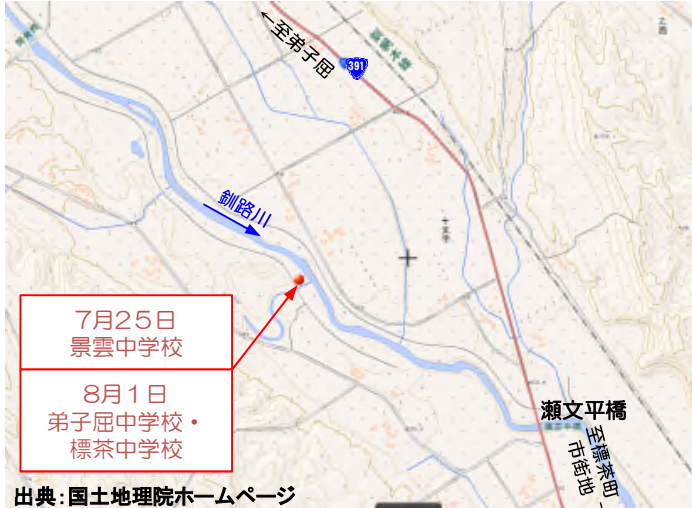 ←至弟子屈
391
釧路川
7月25日
景雲中学校
8月1日
弟子屈中学校・
標茶中学校
瀬文平橋
至標茶町
市街地
出典：国土地理院ホームページ